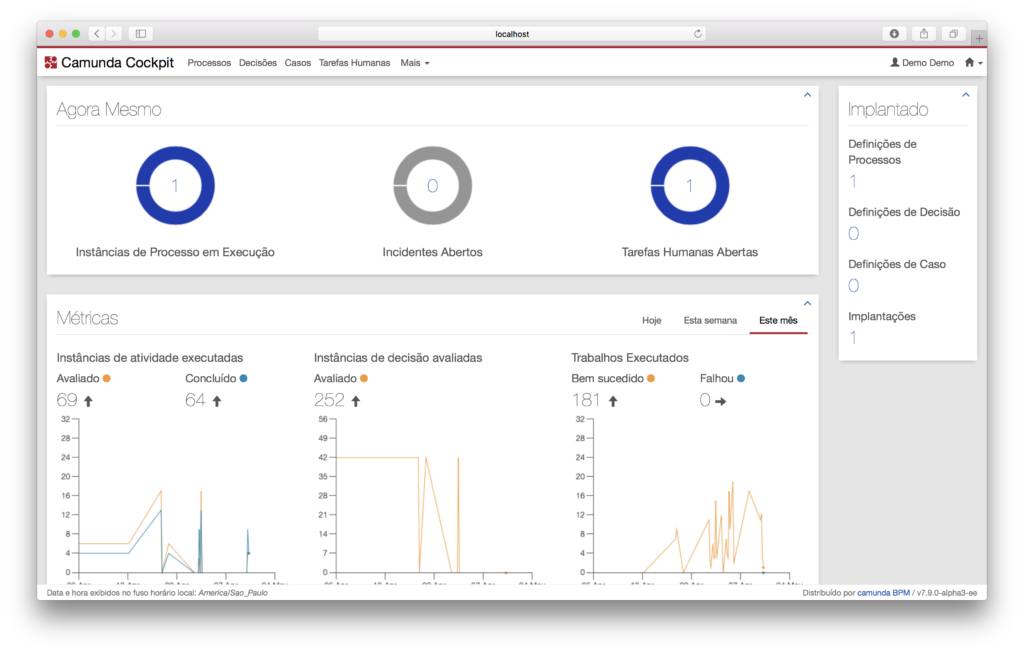 localhost
Camunda Cockpit Processos Decisões Casos Tarefas Humanas Mais Demo Demo
Agora Mesmo
1 0 1
Instâncias de Processo em Execução Incidentes Abertos Tarefas Humanas Abertas
Implantado
Definições de
Processos
1
Definições de Decisão
0
Definições de Caso
0
Implantações
1
Métricas
Hoje Esta semana Este mês
Instâncias de atividade executadas
Avaliado Concluído
69 64
32
28
24
20
16
12
8
4
0
Instâncias de decisão avaliadas
Avaliado
252
56
49
42
35
28
21
14
7
0
Trabalhos Executados
Bem sucedido Falhou
181 0
32
28
24
20
16
12
8
4
0
Data e hora exibidos no fuso horário local: America/Sao_Paulo
Distribuído por camunda BPM / v7.9.0-alpha3-ee